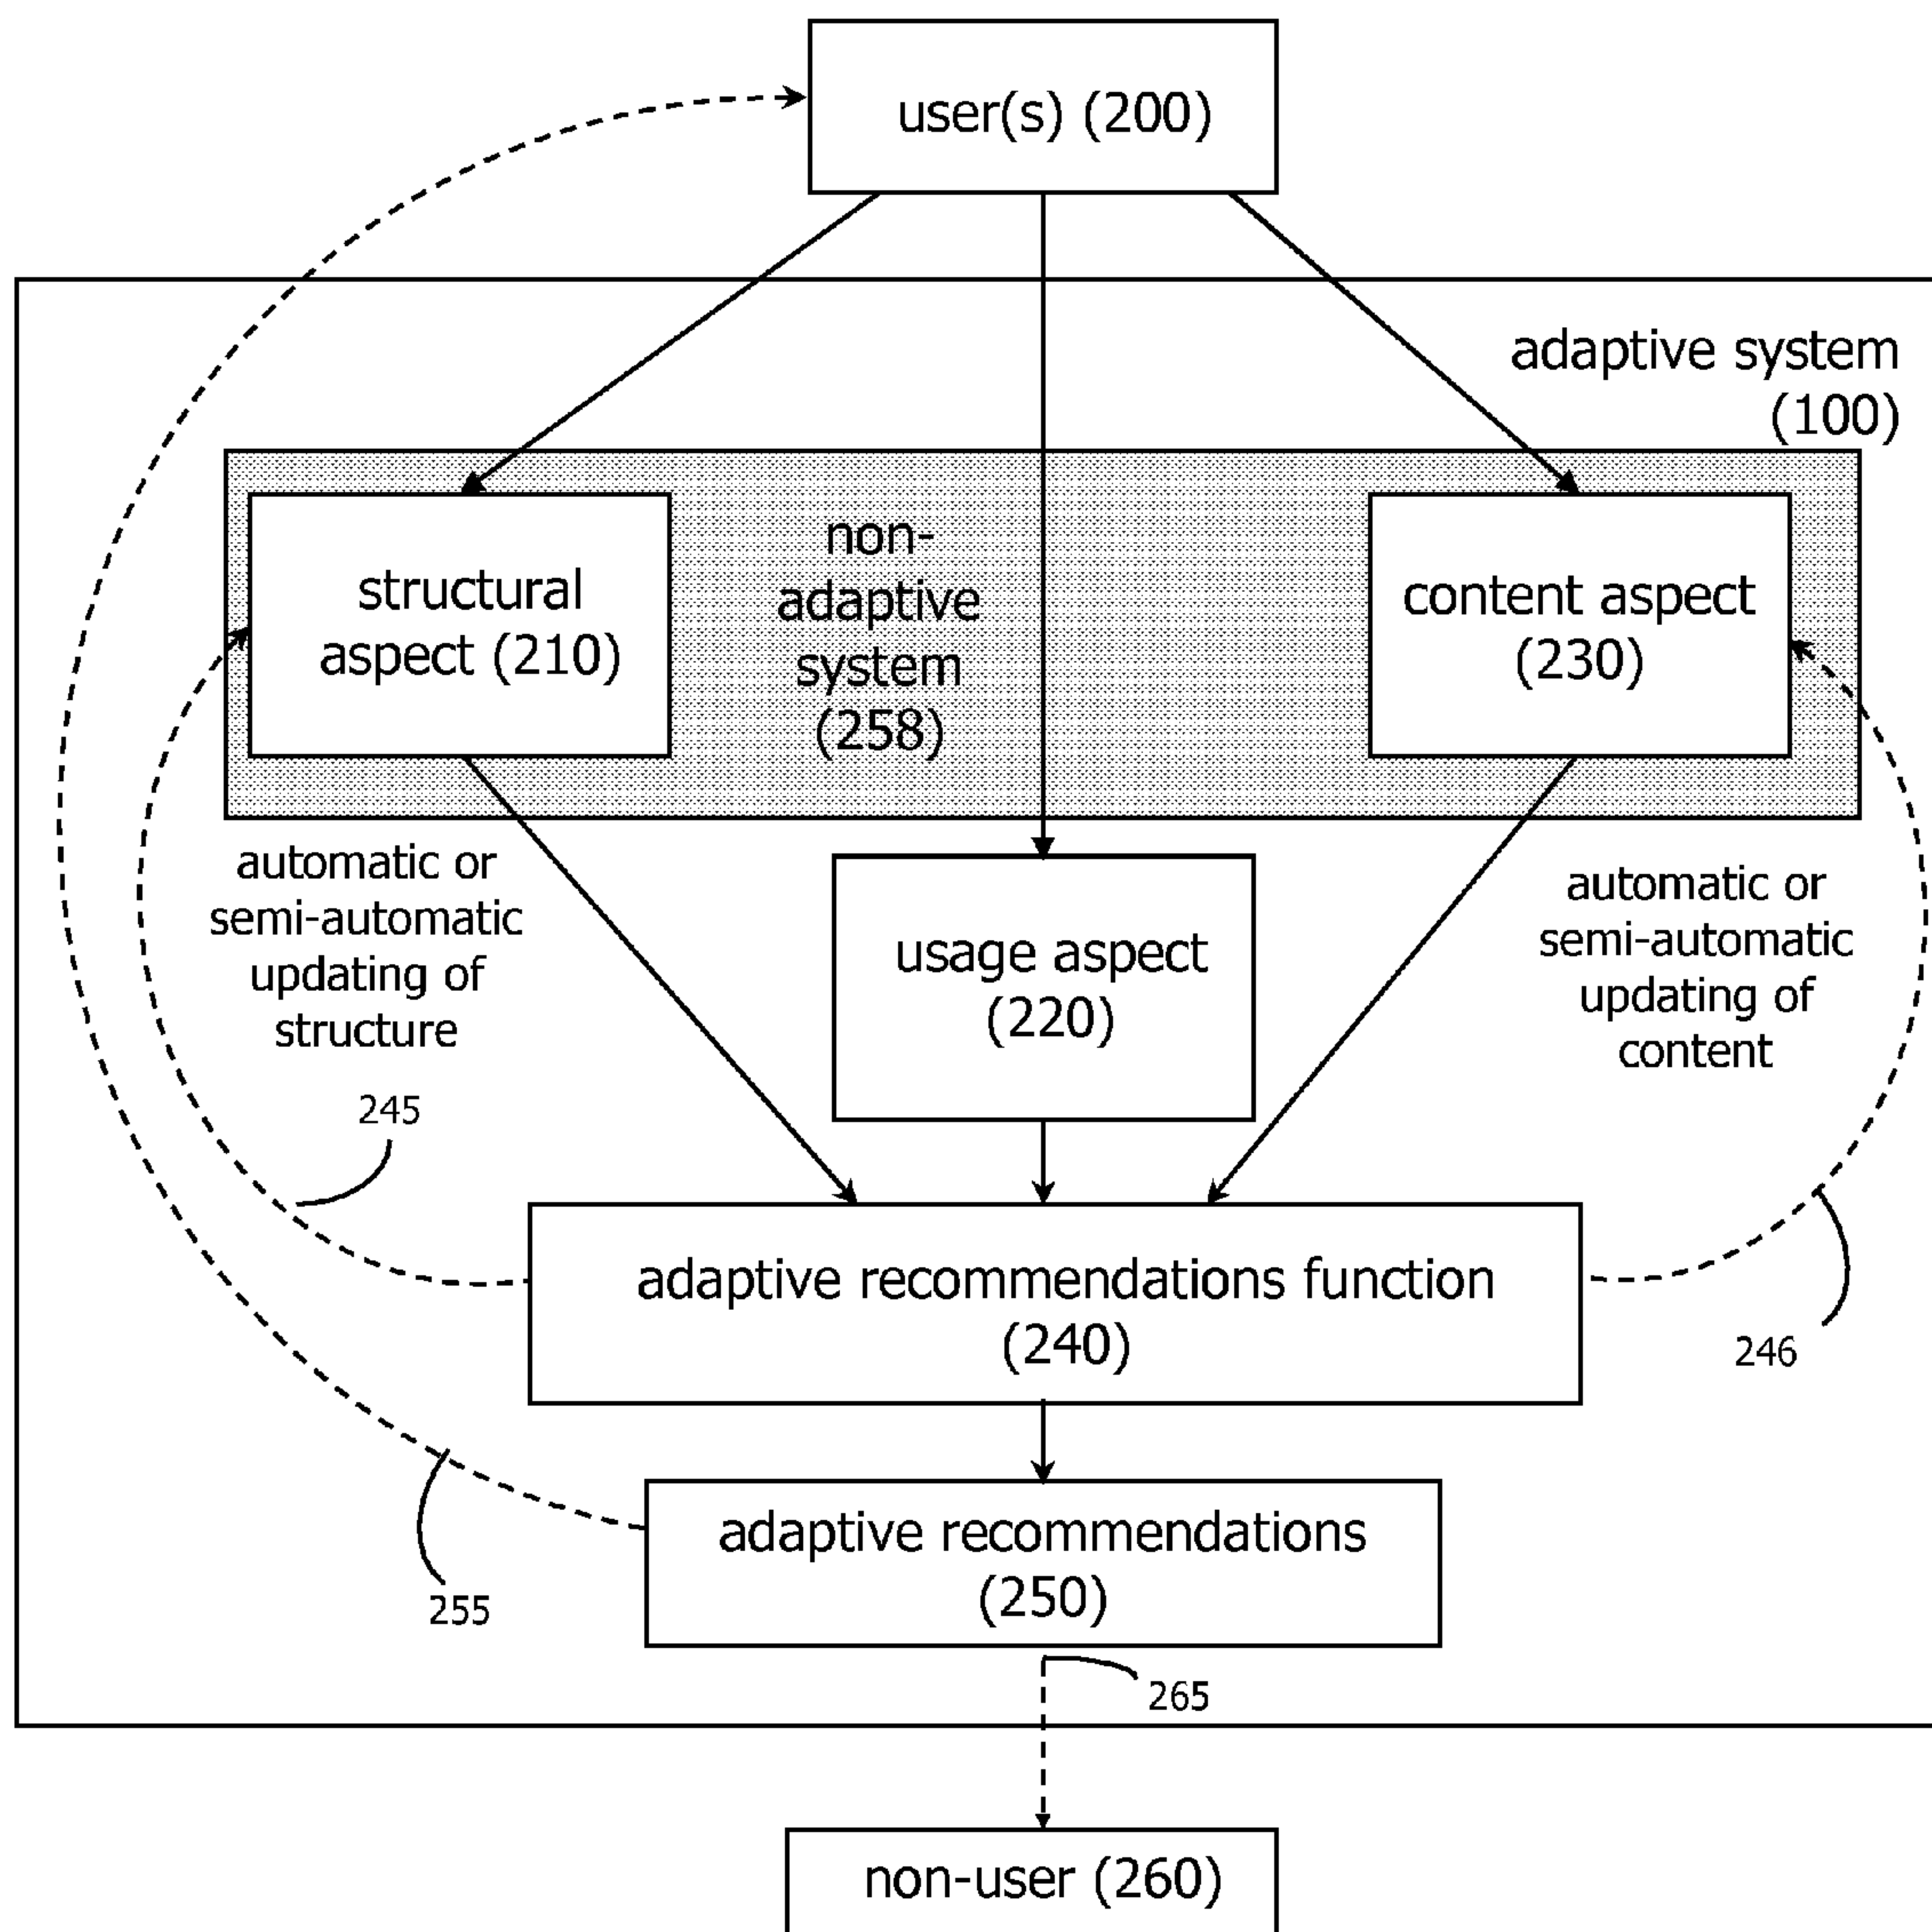 user(s) (200)
adaptive system
(100)
non-
adaptive
system
(258)
structural
aspect (210)
content aspect
(230)
automatic or
semi-automatic
updating of
structure
usage aspect
(220)
automatic or
semi-automatic
updating of
content
245
adaptive recommendations function
(240)
246
adaptive recommendations
(250)
255
265
non-user (260)